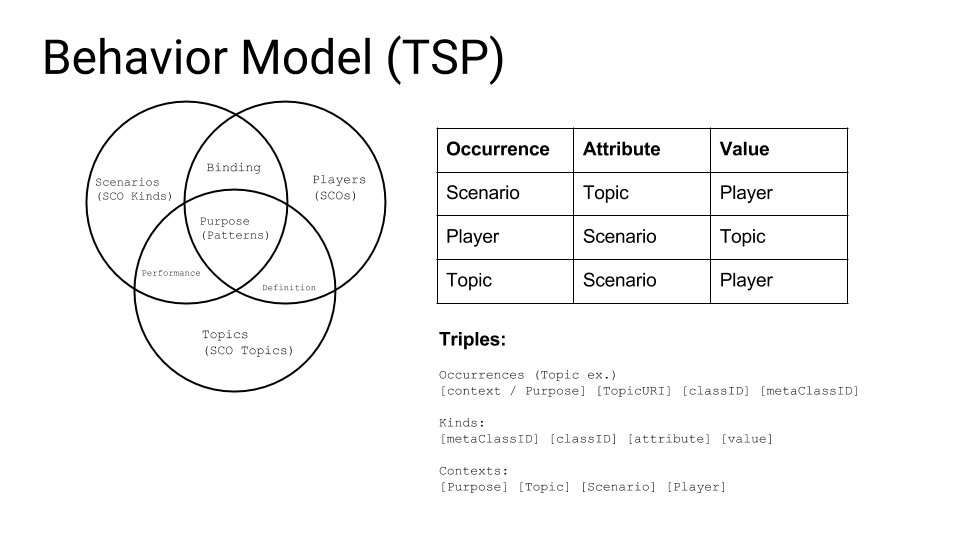 Behavior Model (TSP)
Binding
Scenarios
(SCO Kinds)
Players
(SCOs)
Purpose
(Patterns)
Performance
Definition
Topics
(SCO Topics)
Occurrence Attribute Value
Scenario Topic Player
Player Scenario Topic
Topic Scenario Player
Triples:
Occurrences (Topic ex.)
[context / Purpose] [TopicURI] [classID] [metaClassID]
Kinds:
[metaClassID] [classID] [attribute] [value]
Contexts:
[Purpose] [Topic] [Scenario] [Player]